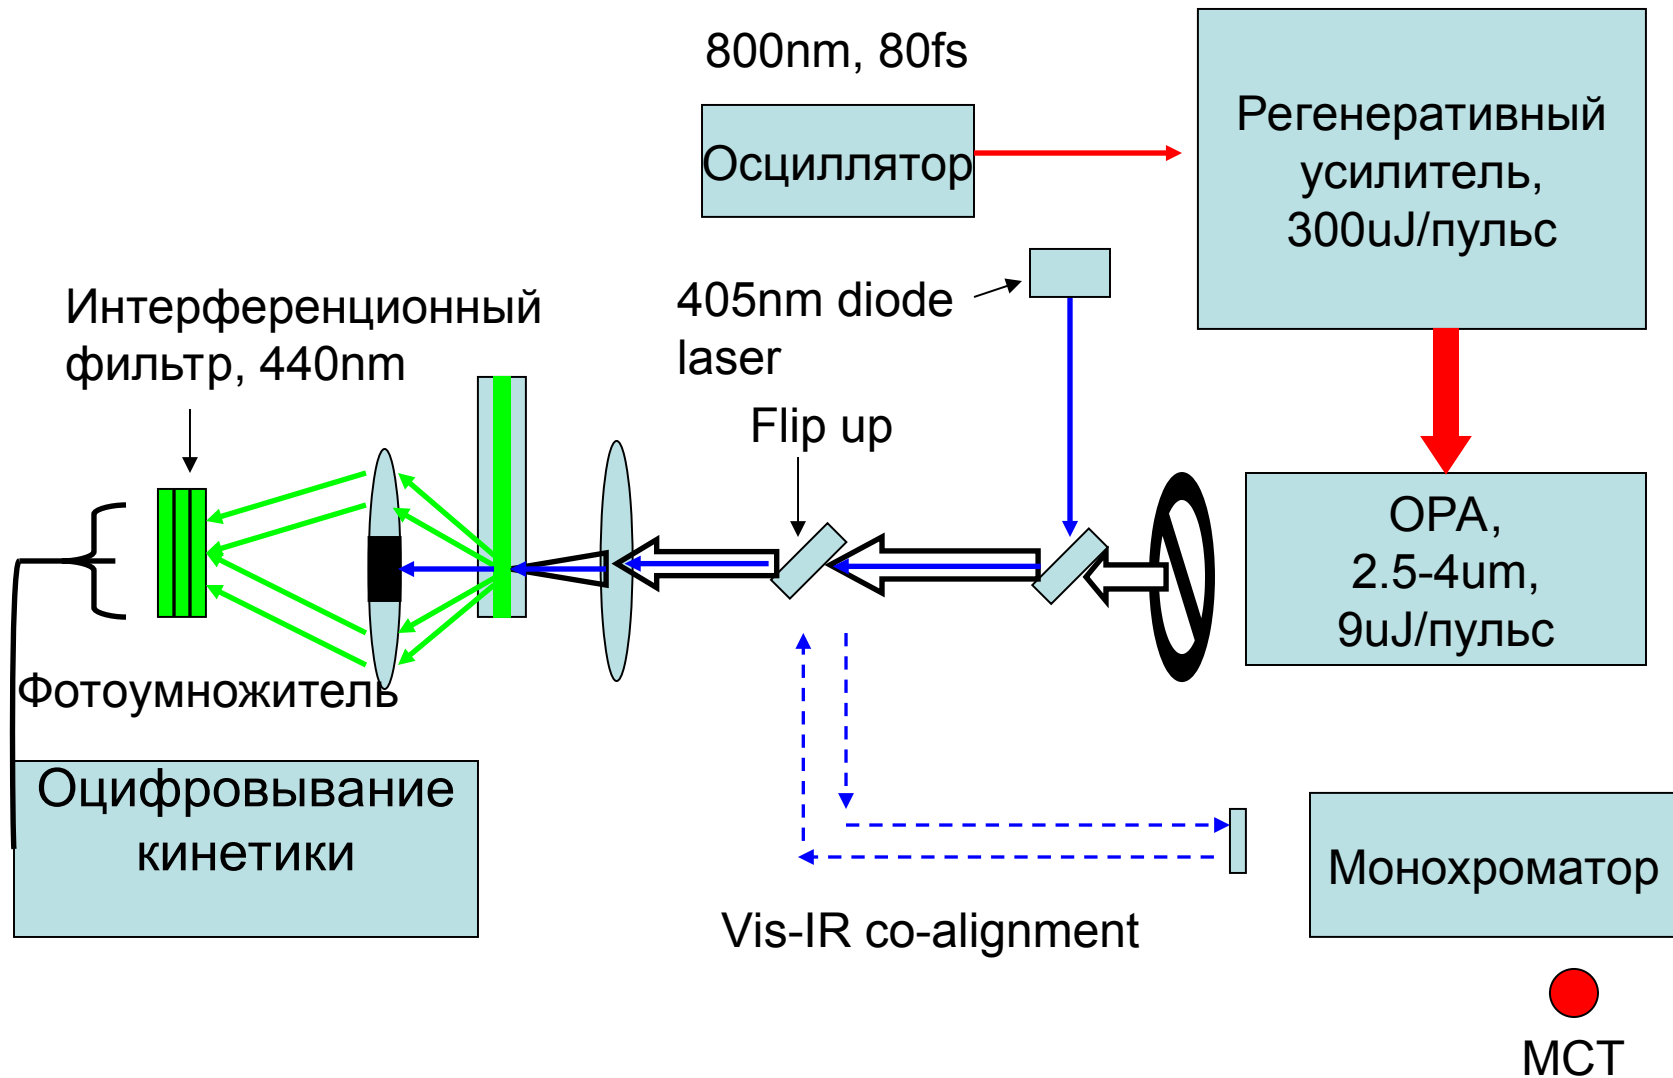 800nm, 80fs
Осциллятор
Регенеративный
усилитель,
300uJ/пульс
Интерференционный
фильтр, 440nm
405nm diode
laser
Flip up
OPA,
2.5-4um,
9uJ/пульс
Фотоумножитель
Оцифровывание
кинетики
Vis-IR co-alignment
Монохроматор
МСТ